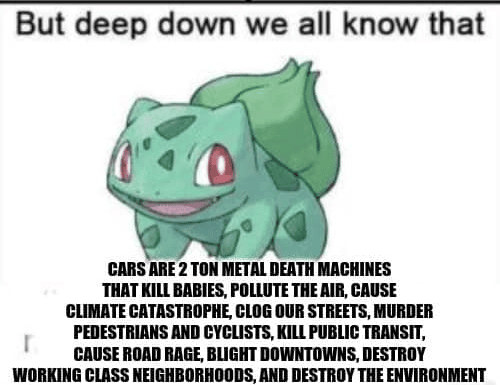 But deep down we all know that
CARS ARE 2 TON METAL DEATH MACHINES
THAT KILL BABIES, POLLUTE THE AIR, CAUSE
CLIMATE CATASTROPHE, CLOG OUR STREETS, MURDER
PEDESTRIANS AND CYCLISTS, KILL PUBLIC TRANSIT,
CAUSE ROAD RAGE, BLIGHT DOWNTOWNS, DESTROY
WORKING CLASS NEIGHBORHOODS, AND DESTROY THE ENVIRONMENT